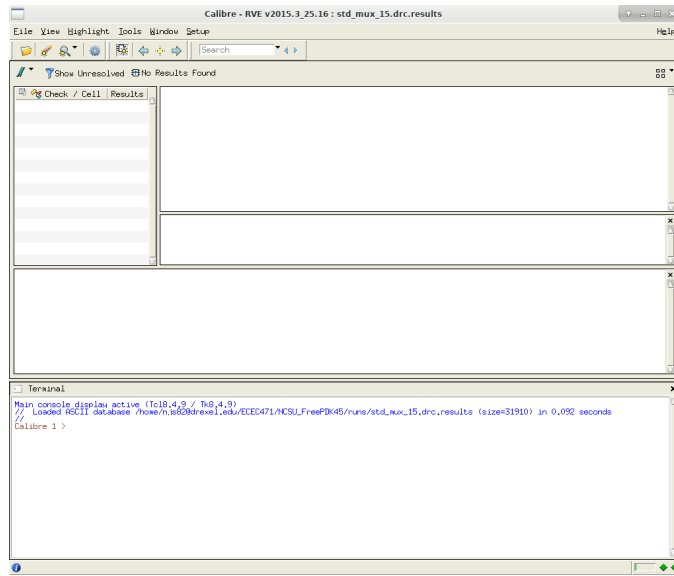 Calibre - RVE v2015.3_25.16 : std_mux_15.drc.results
File View Highlight Tools Window Setup Help
Search
Show Unresolved No Results Found
Check / Cell Results
Terminal
Main console display active (Tcl8.4.9 / Tk8.4.9)
// Loaded ASCII database /home/njs82@drexel.edu/ECEC471/NCSU_FreePDK45/runs/std_mux_15.drc.results (size=31910) in 0.092 seconds
//
Calibre 1 >